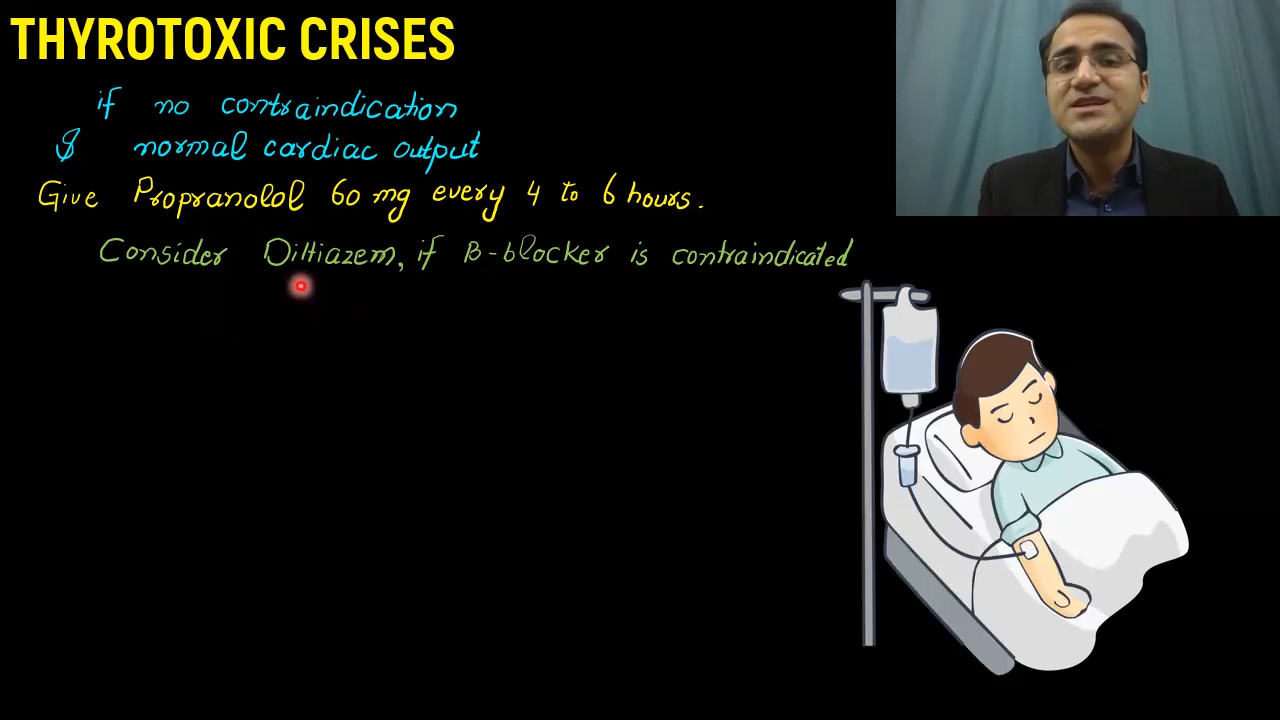 THYROTOXIC CRISES
if no contraindication
& normal cardiac output
Give Propranolol 60 mg every 4 to 6 hours.
Consider Diltiazem, if B-blocker is contraindicated